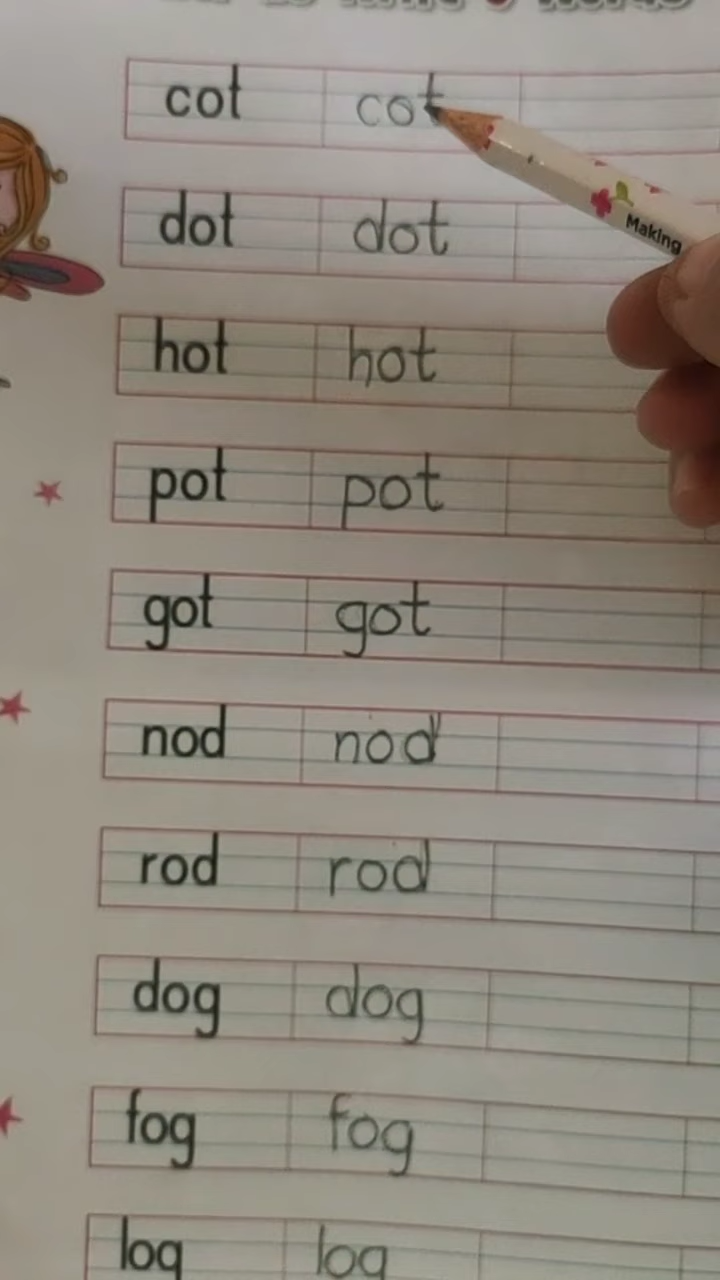 cot cot
Making
dot dot
hot hot
pot pot
got got
nod nod
rod rod
dog dog
fog fog
log log